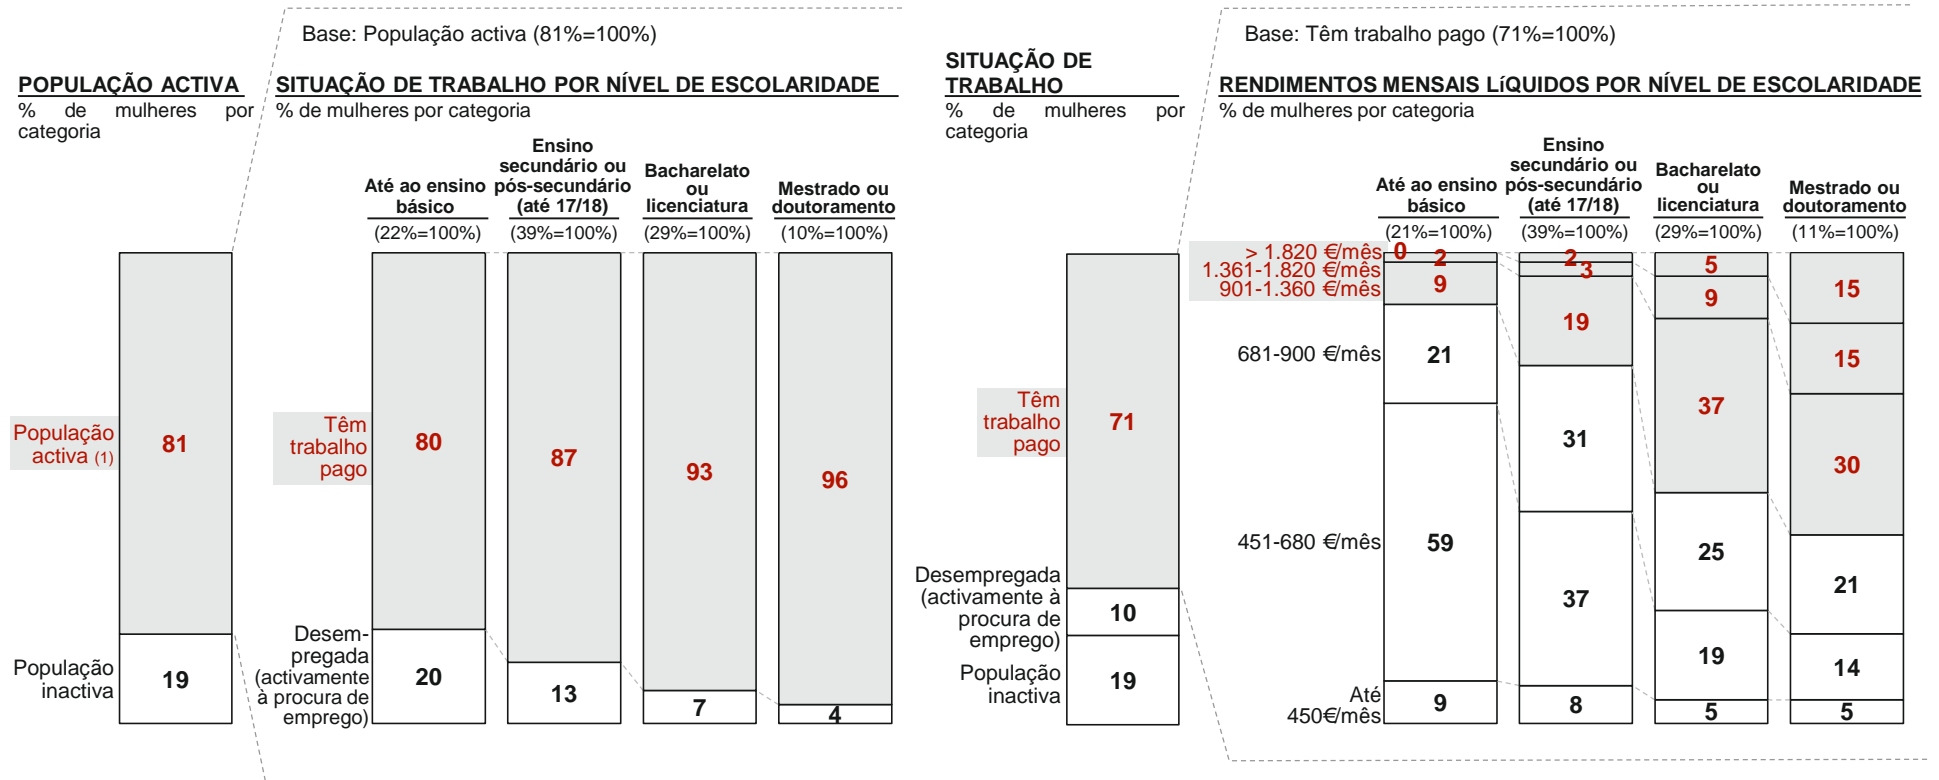 Base: População activa (81%=100%)
POPULAÇÃO ACTIVA
% de mulheres por
categoria
SITUAÇÃO DE TRABALHO POR NÍVEL DE ESCOLARIDADE
% de mulheres por categoria
Até ao ensino
básico
(22%=100%)
Ensino
secundário ou
pós-secundário
(até 17/18)
(39%=100%)
Bacharelato
ou
licenciatura
(29%=100%)
Mestrado ou
doutoramento
(10%=100%)
População
activa (1)
81
População
inactiva
19
Têm
trabalho
pago
80
87
93
96
Desem-
pregada
(activamente
à procura de
emprego)
20
13
7
4
Base: Têm trabalho pago (71%=100%)
SITUAÇÃO DE
TRABALHO
% de mulheres por
categoria
RENDIMENTOS MENSAIS LíQUIDOS POR NÍVEL DE ESCOLARIDADE
% de mulheres por categoria
Até ao ensino
básico
(21%=100%)
Ensino
secundário ou
pós-secundário
(até 17/18)
(39%=100%)
Bacharelato
ou
licenciatura
(29%=100%)
Mestrado ou
doutoramento
(11%=100%)
Têm
trabalho
pago
71
Desempregada
(activamente à
procura de
emprego)
10
População
inactiva
19
> 1.820 €/mês 0 2 5 15
1.361-1.820 €/mês 2 3 9 15
901-1.360 €/mês 9 19 37 30
681-900 €/mês 21 31 25 21
451-680 €/mês 59 37 19 14
Até
450€/mês 9 8 5 5